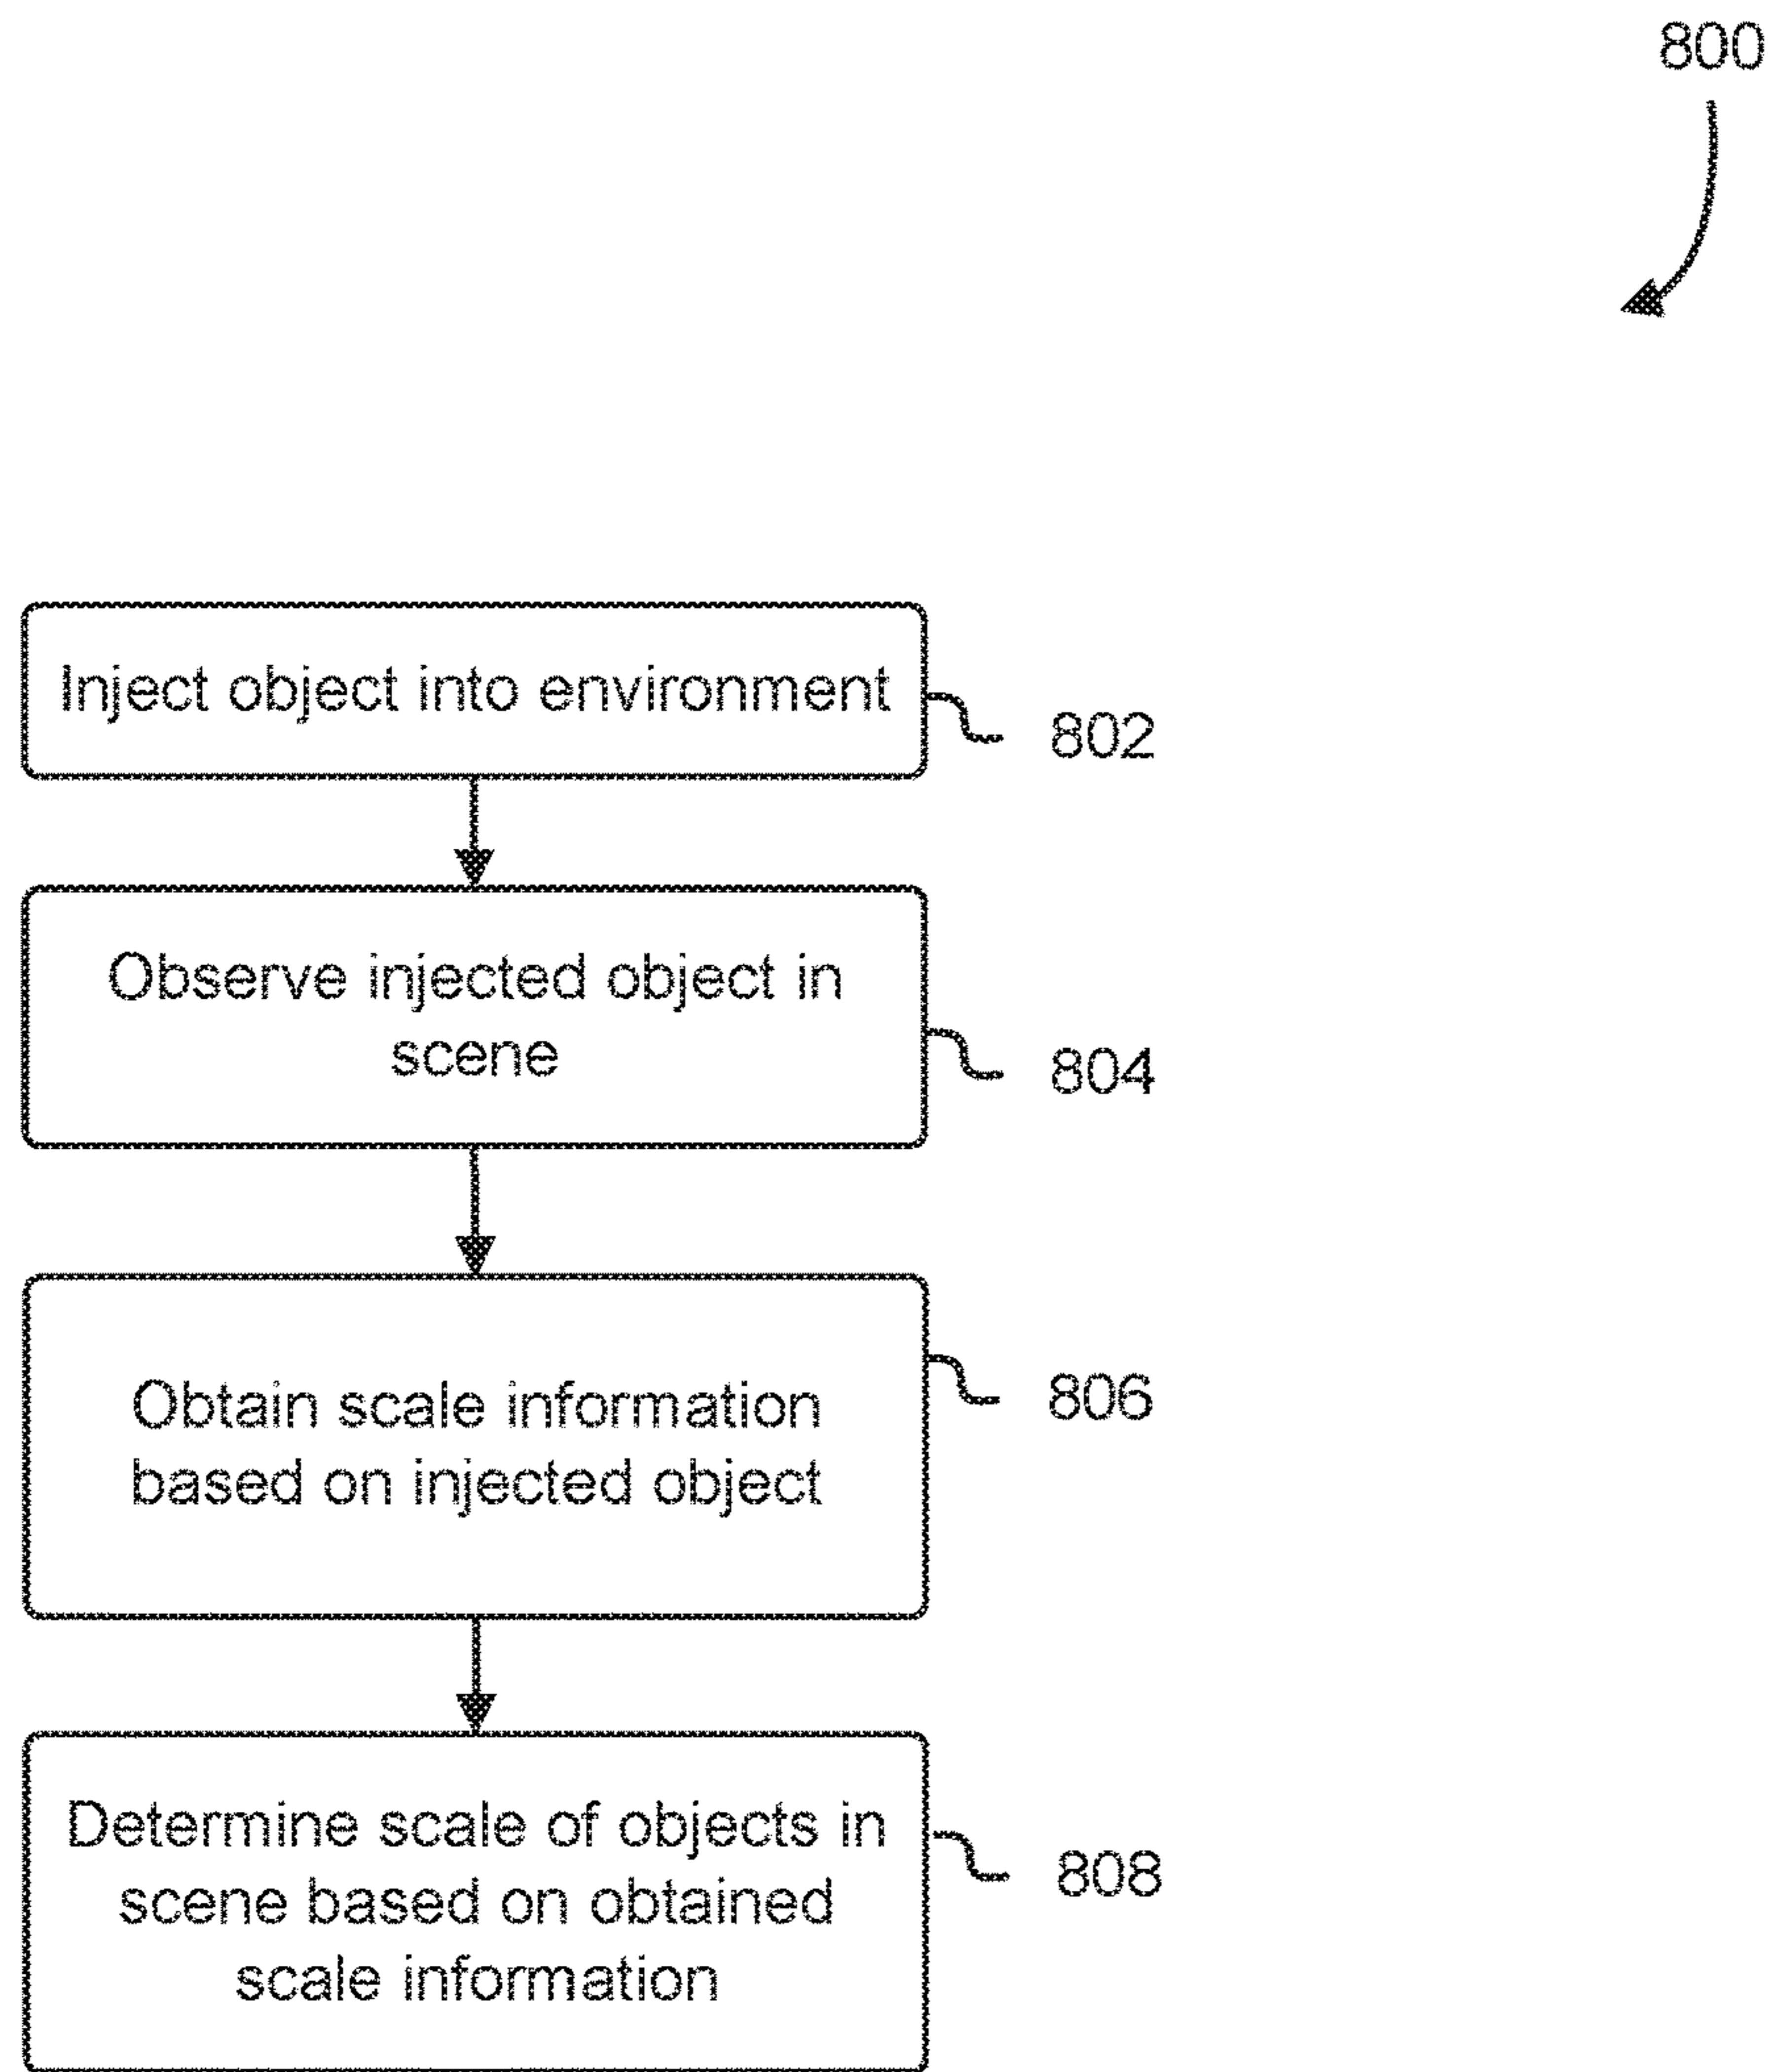 800
Inject object into environment
802
Observe injected object in
scene
804
Obtain scale information
based on injected object
806
Determine scale of objects in
scene based on obtained
scale information
808